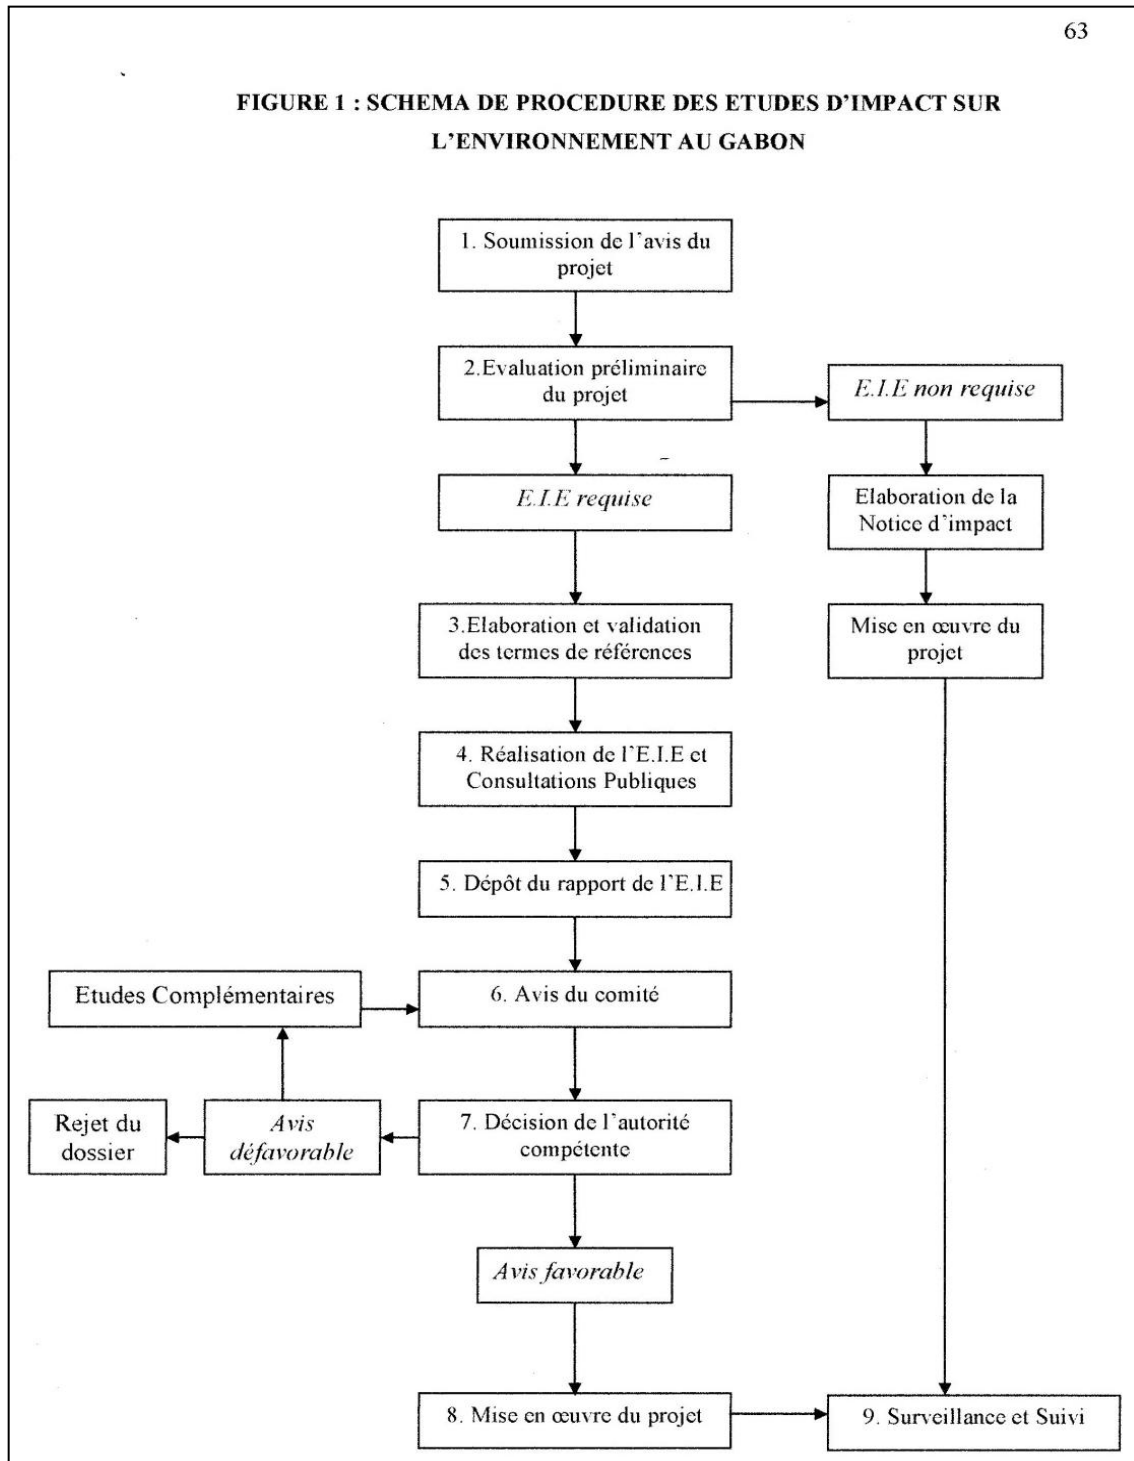 63
FIGURE 1 : SCHEMA DE PROCEDURE DES ETUDES D'IMPACT SUR
L'ENVIRONNEMENT AU GABON
1. Soumission de l'avis du
projet
2.Evaluation préliminaire
du projet
E.I.E non requise
E.I.E requise
Elaboration de la
Notice d'impact
3.Elaboration et validation
des termes de références
Mise en œuvre du
projet
4. Réalisation de l'E.I.E et
Consultations Publiques
5. Dépôt du rapport de l'E.I.E
Etudes Complémentaires
6. Avis du comité
Rejet du
dossier
Avis
défavorable
7. Décision de l'autorité
compétente
Avis favorable
8. Mise en œuvre du projet
9. Surveillance et Suivi